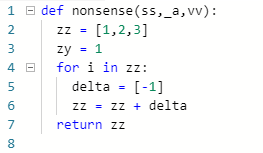 1 def nonsense(ss,_a,vv):
2 zz = [1,2,3]
3 zy = 1
4 for i in zz:
5 delta = [-1]
6 zz = zz + delta
7 return zz
8